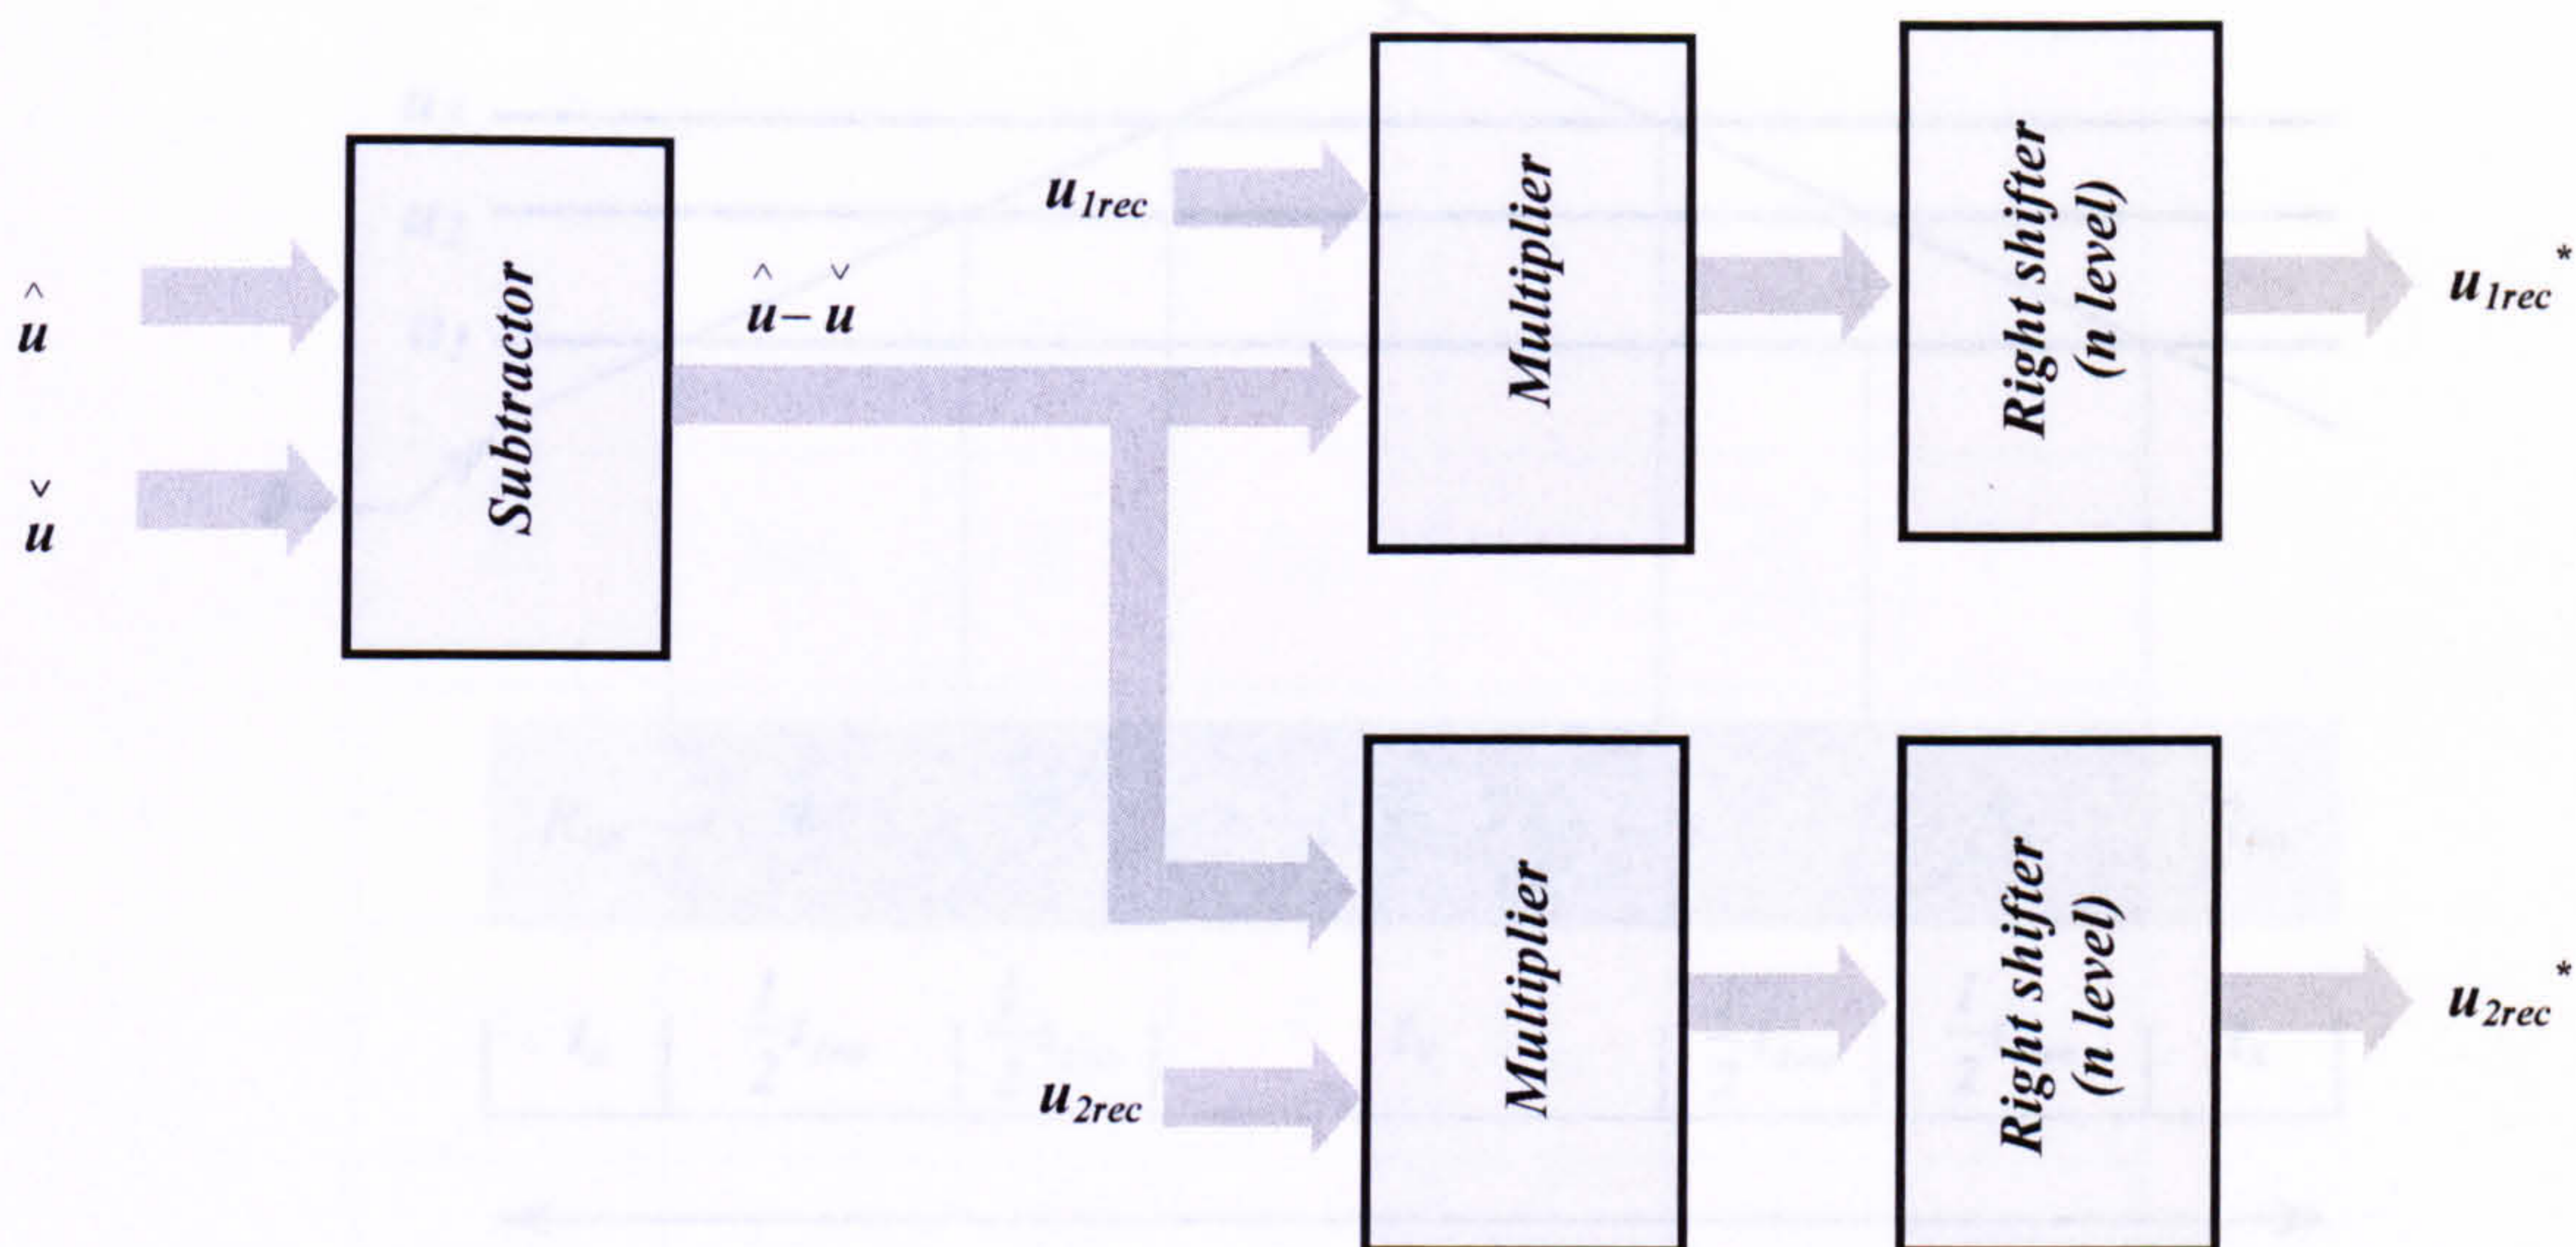 û
ǔ
Subtractor
û – ǔ
u1rec
Multiplier
Right shifter
(n level)
u1rec*
u2rec
Multiplier
Right shifter
(n level)
u2rec*